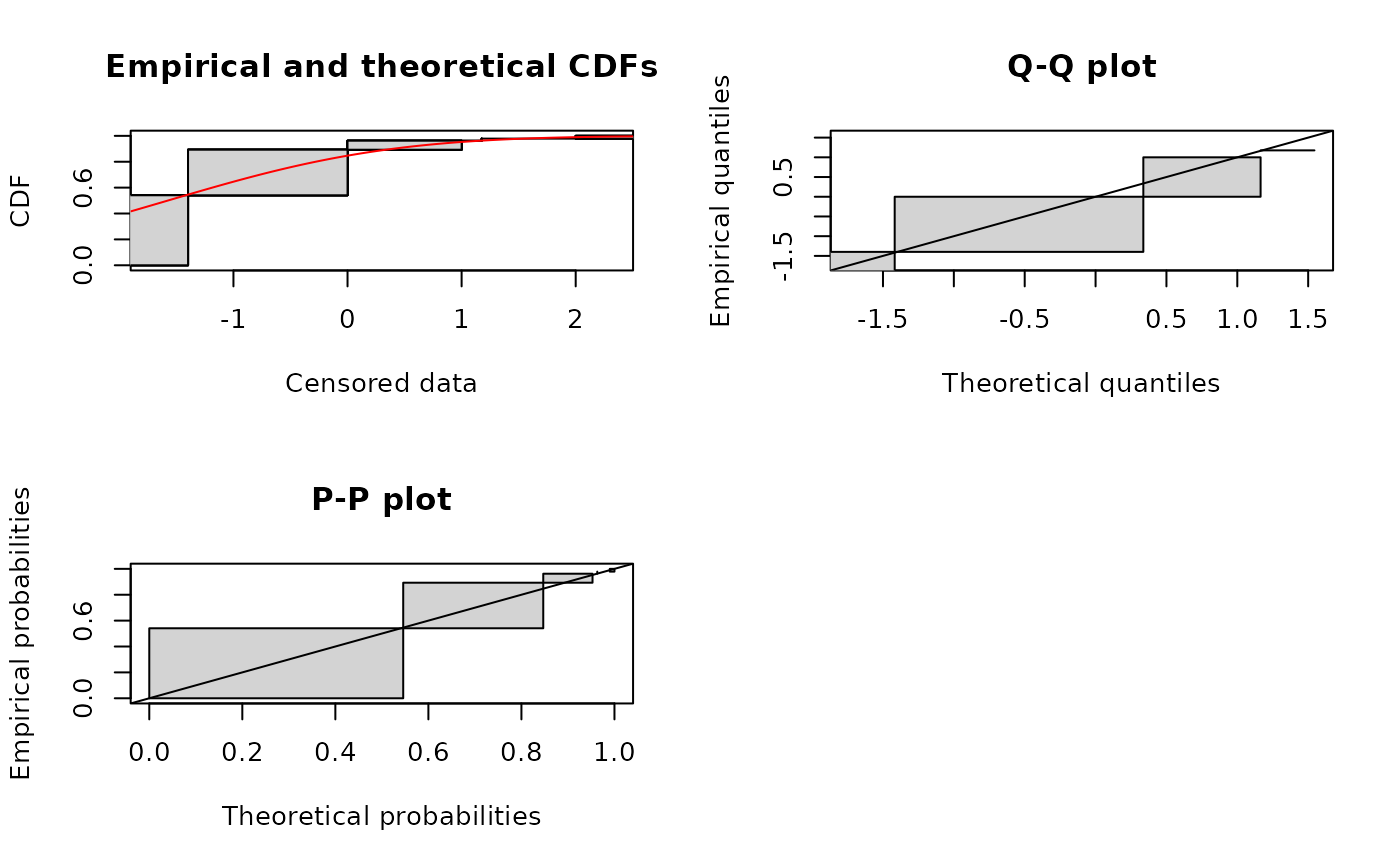 Empirical and theoretical CDFs
CDF
0.0 0.6
-1 0 1 2
Censored data
Q-Q plot
Empirical quantiles
-1.5 0.5
-1.5 -0.5 0.5 1.0 1.5
Theoretical quantiles
P-P plot
Empirical probabilities
0.0 0.6
0.0 0.2 0.4 0.6 0.8 1.0
Theoretical probabilities